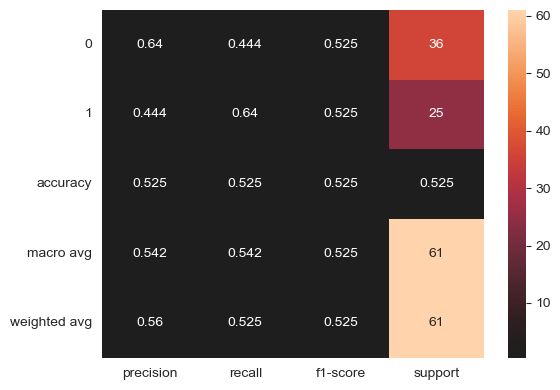 0 0.64 0.444 0.525 36
1 0.444 0.64 0.525 25
accuracy 0.525 0.525 0.525 0.525
macro avg 0.542 0.542 0.525 61
weighted avg 0.56 0.525 0.525 61
precision recall f1-score support
60
50
40
30
20
10